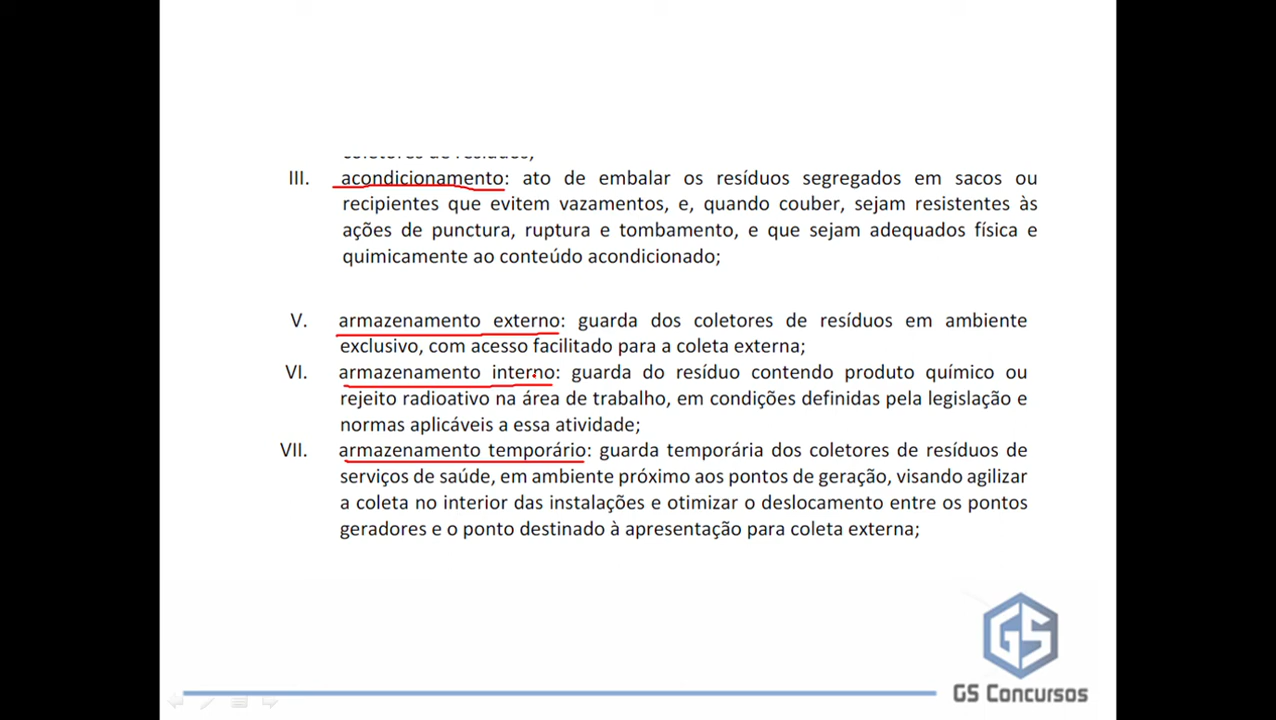 coletores de resíduos;
III. acondicionamento: ato de embalar os resíduos segregados em sacos ou
recipientes que evitem vazamentos, e, quando couber, sejam resistentes às
ações de punctura, ruptura e tombamento, e que sejam adequados física e
quimicamente ao conteúdo acondicionado;
V. armazenamento externo: guarda dos coletores de resíduos em ambiente
exclusivo, com acesso facilitado para a coleta externa;
VI. armazenamento interno: guarda do resíduo contendo produto químico ou
rejeito radioativo na área de trabalho, em condições definidas pela legislação e
normas aplicáveis a essa atividade;
VII. armazenamento temporário: guarda temporária dos coletores de resíduos de
serviços de saúde, em ambiente próximo aos pontos de geração, visando agilizar
a coleta no interior das instalações e otimizar o deslocamento entre os pontos
geradores e o ponto destinado à apresentação para coleta externa;
GS
GS Concursos